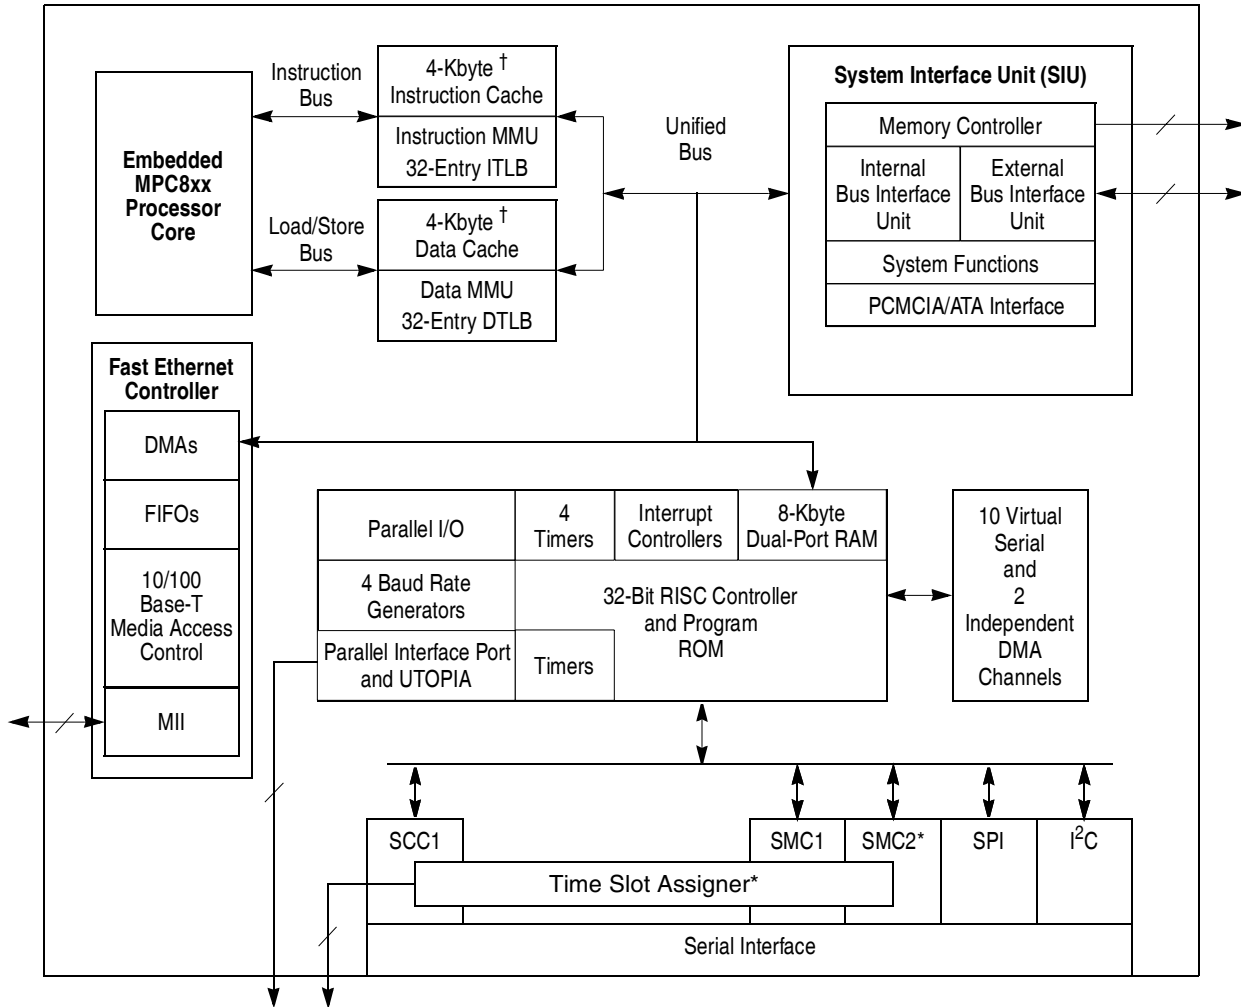 Instruction
Bus
4-Kbyte †
Instruction Cache
Instruction MMU
32-Entry ITLB
Embedded
MPC8xx
Processor
Core
Load/Store
Bus
4-Kbyte †
Data Cache
Data MMU
32-Entry DTLB
Unified
Bus
System Interface Unit (SIU)
Memory Controller
Internal
Bus Interface
Unit
External
Bus Interface
Unit
System Functions
PCMCIA/ATA Interface
Fast Ethernet
Controller
DMAs
FIFOs
10/100
Base-T
Media Access
Control
MII
Parallel I/O
4
Timers
Interrupt
Controllers
8-Kbyte
Dual-Port RAM
4 Baud Rate
Generators
32-Bit RISC Controller
and Program
ROM
Parallel Interface Port
and UTOPIA
Timers
10 Virtual
Serial
and
2
Independent
DMA
Channels
SCC1
SMC1
SMC2*
SPI
I²C
Time Slot Assigner*
Serial Interface